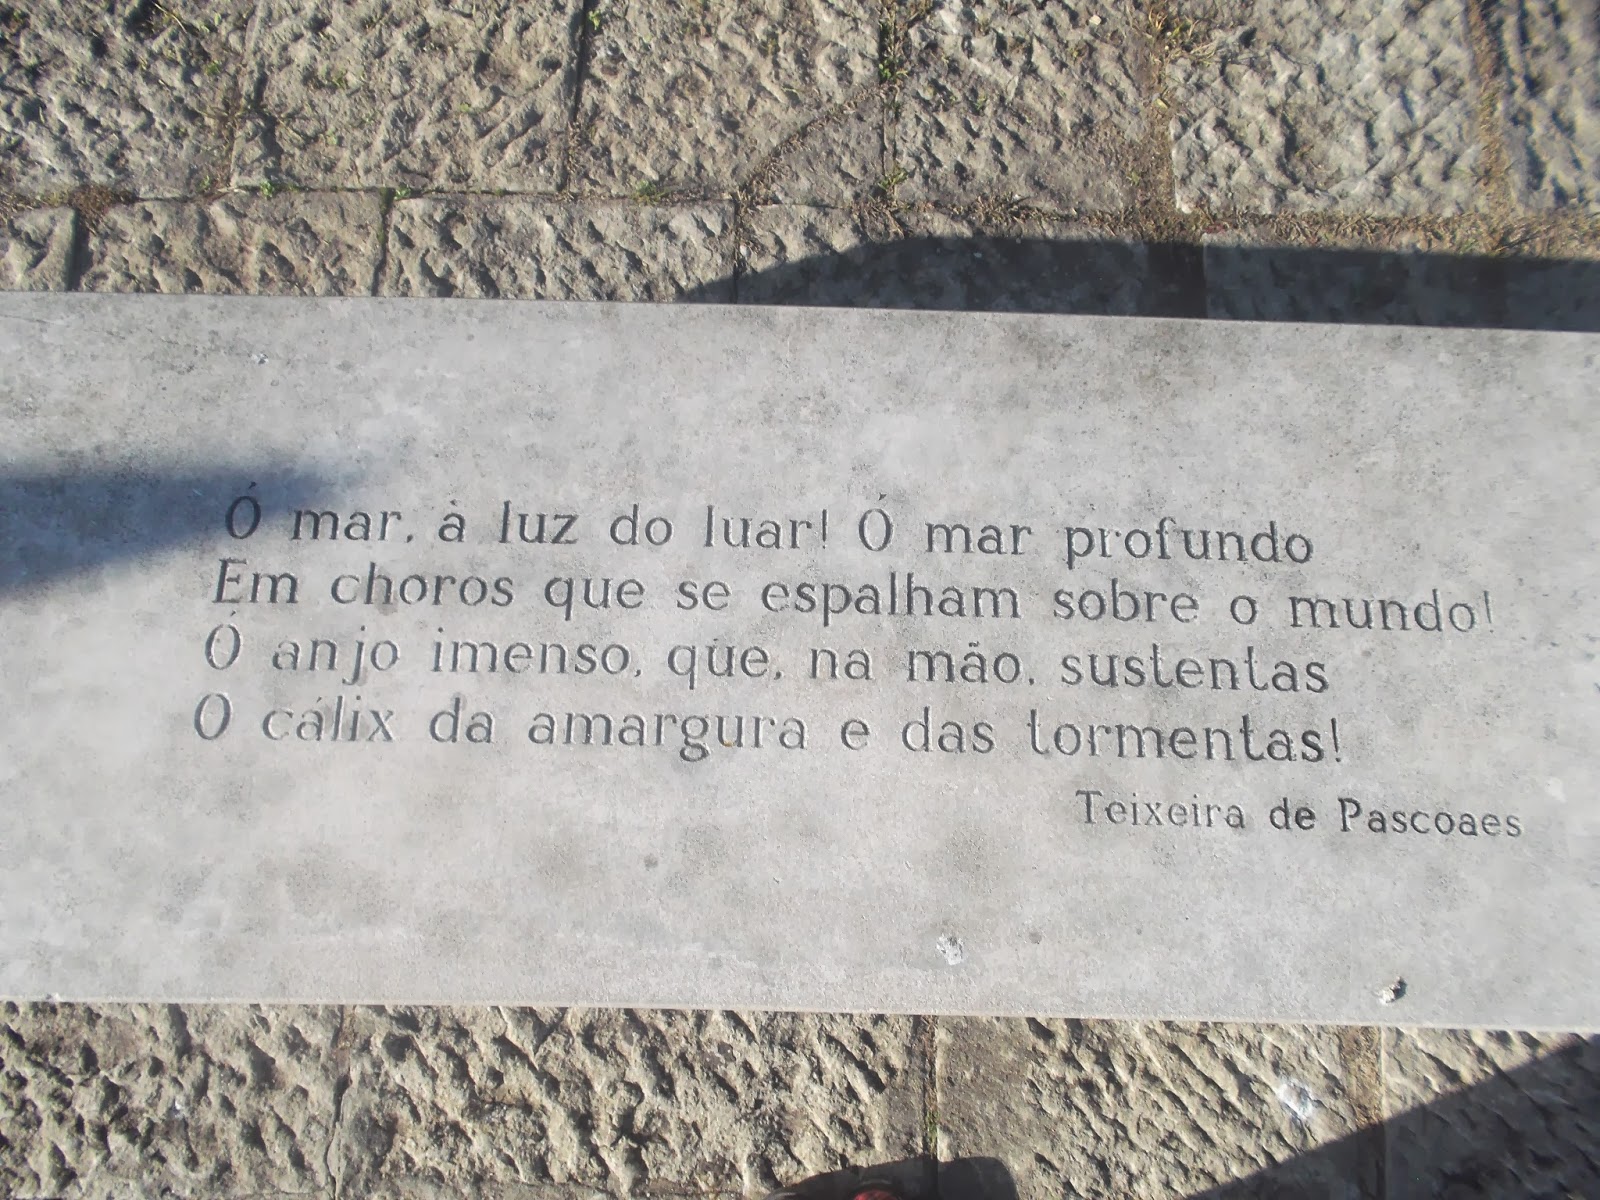 Ó mar, à luz do luar! Ó mar profundo
Em choros que se espalham sobre o mundo!
Ó anjo imenso, que, na mão, sustentas
O cálix da amargura e das tormentas!
Teixeira de Pascoaes